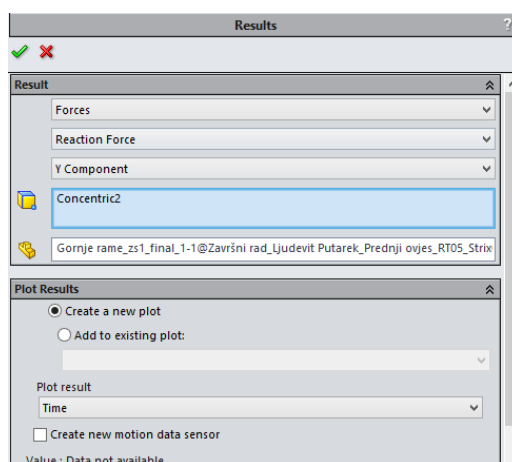 Results
?
Result
Forces
Reaction Force
Y Component
Concentric2
Gornje rame_zs1_final_1-1@Završni rad_Ljudevit Putarek_Prednji ovjes_RT05_Strix
Plot Results
Create a new plot
Add to existing plot:
Plot result
Time
Create new motion data sensor
Value : Data not available